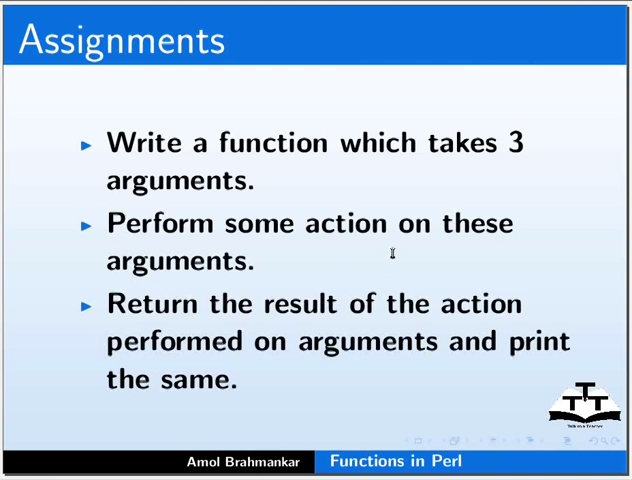 Assignments
Write a function which takes 3
arguments.
Perform some action on these
arguments.
Return the result of the action
performed on arguments and print
the same.
TTT
Amol Brahmankar Functions in Perl